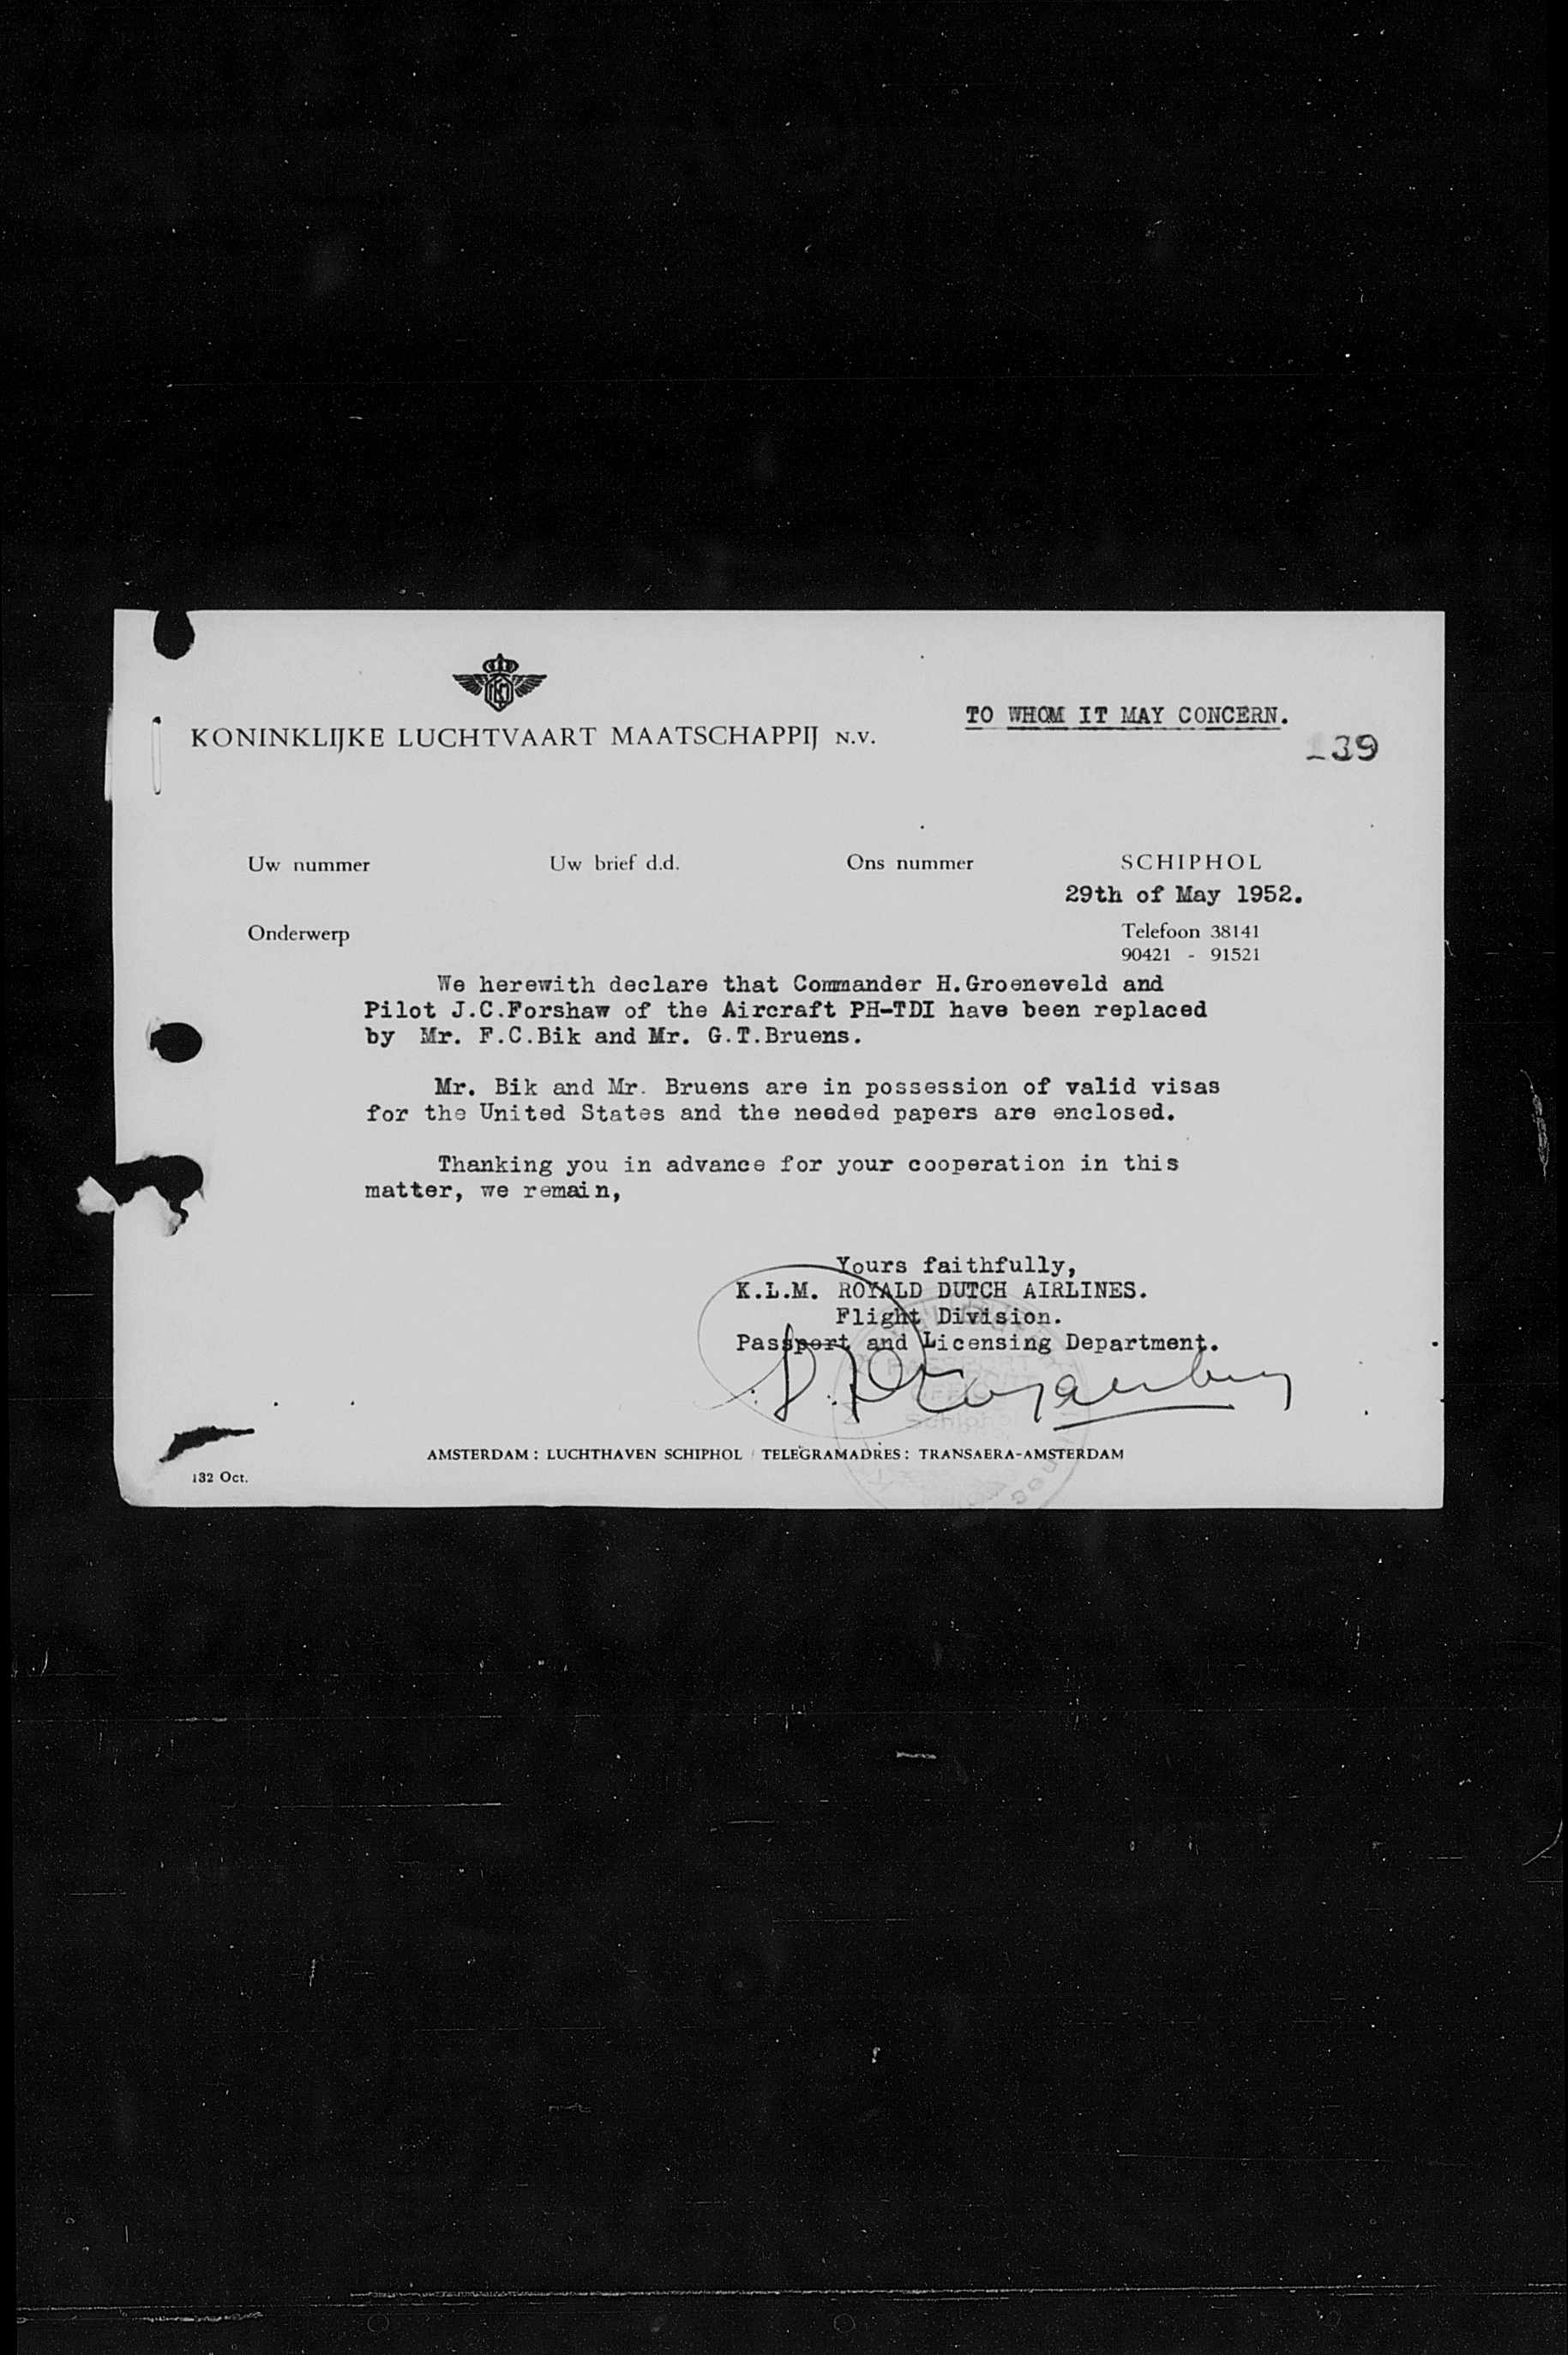 KONINKLIJKE LUCHTVAART MAATSCHAPPIJ N.V.
TO WHOM IT MAY CONCERN.
139
Uw nummer Uw brief d.d. Ons nummer SCHIPHOL
29th of May 1952.
Onderwerp Telefoon 38141
90421 - 91521
We herewith declare that Commander H.Groeneveld and
Pilot J.C.Forshaw of the Aircraft PH-TDI have been replaced
by Mr. F.C.Bik and Mr. G.T.Bruens.
Mr. Bik and Mr. Bruens are in possession of valid visas
for the United States and the needed papers are enclosed.
Thanking you in advance for your cooperation in this
matter, we remain,
Yours faithfully,
K.L.M. ROYALD DUTCH AIRLINES.
Flight Division.
Passport and Licensing Department.
PASSPORT
Schiphol
AMSTERDAM : LUCHTHAVEN SCHIPHOL / TELEGRAMADRES : TRANSAERA-AMSTERDAM
132 Oct.